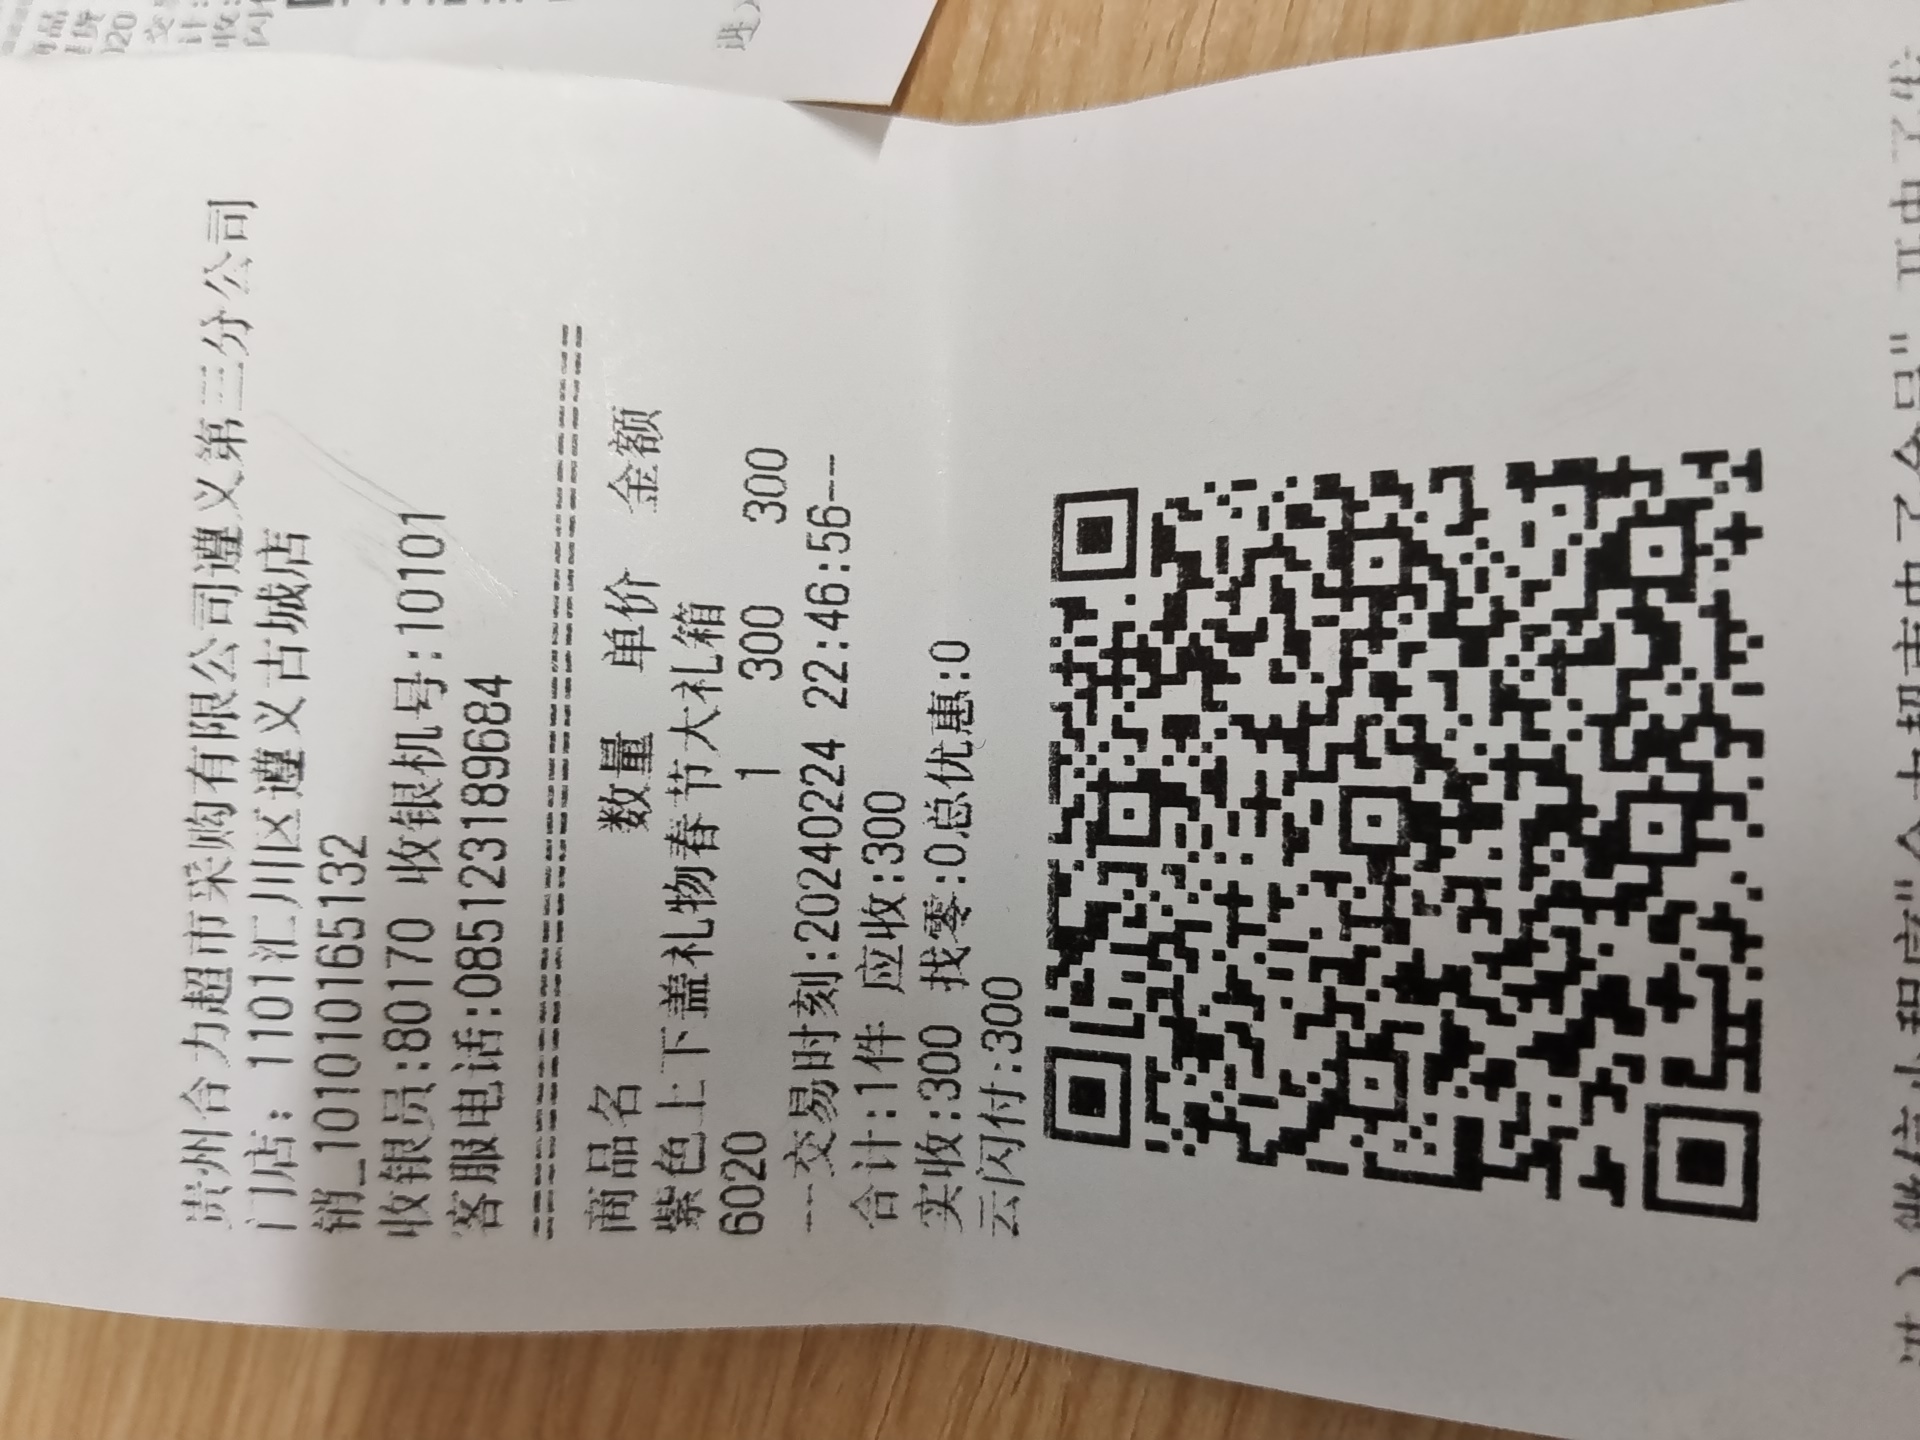 贵州合力超市采购有限公司遵义第三分公司
门店: 1101汇川区遵义古城店
销_1010101165132
收银员:80170 收银机号:10101
客服电话:085123189684
商品名 数量 单价 金额
紫色上下盖礼物春节大礼箱
6020 1 300 300
--交易时刻:20240224 22:46:56--
合计:1件 应收:300
实收:300 找零:0总优惠:0
云闪付:300